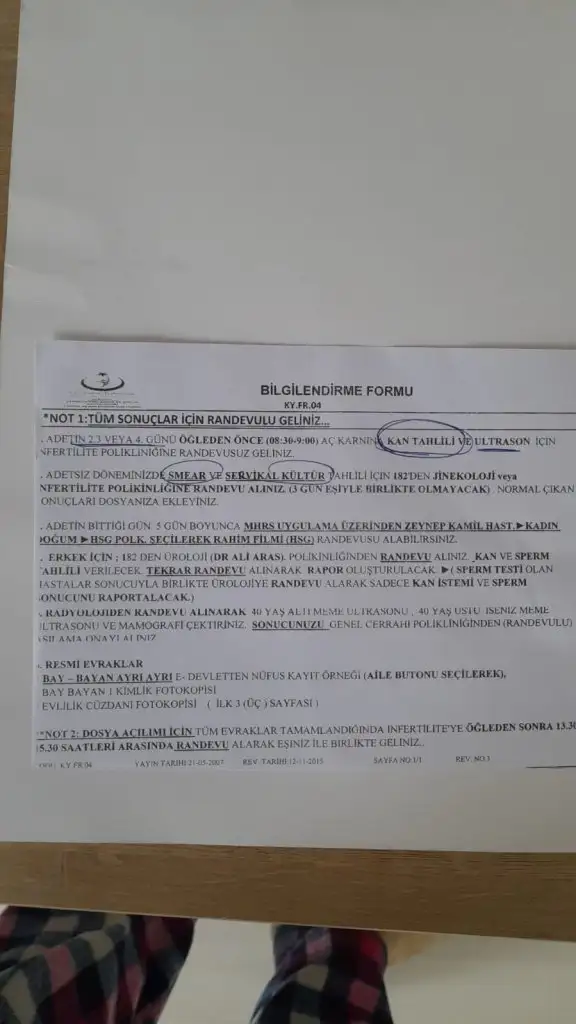 BİLGİLENDİRME FORMU
KY.FR.04
*NOT 1:TÜM SONUÇLAR İÇİN RANDEVULU GELİNİZ...
. ADETİN 2.3 VEYA 4. GÜNÜ ÖĞLEDEN ÖNCE (08:30-9:00) AÇ KARNINA KAN TAHLİLİ VE ULTRASON İÇİN
NFERTİLİTE POLİKLİNİĞİNE RANDEVUSUZ GELİNİZ.
. ADETSİZ DÖNEMİNİZDE SMEAR VE SERVİKAL KÜLTÜR TAHLİLİ İÇİN 182'DEN JİNEKOLOJİ veya
NFERTİLİTE POLİKİNLİĞİNE RANDEVU ALINIZ. (3 GÜN EŞİYLE BİRLİKTE OLMAYACAK) . NORMAL ÇIKAN
ONUÇLARI DOSYANIZA EKLEYİNİZ.
. ADETİN BİTTİĞİ GÜN 5 GÜN BOYUNCA MHRS UYGULAMA ÜZERİNDEN ZEYNEP KAMİL HAST.►KADIN
DOĞUM ►HSG POLK. SEÇİLEREK RAHİM FİLMİ (HSG) RANDEVUSU ALABİLİRSİNİZ.
. ERKEK İÇİN ; 182 DEN ÜROLOJİ (DR ALİ ARAS). POLİKİNLİĞİNDEN RANDEVU ALINIZ. KAN VE SPERM
TAHLİLİ VERİLECEK. TEKRAR RANDEVU ALINARAK RAPOR OLUŞTURULACAK. ►( SPERM TESTİ OLAN
HASTALAR SONUCUYLA BİRLİKTE ÜROLOJİYE RANDEVU ALARAK SADECE KAN İSTEMİ VE SPERM
ONUCUNU RAPORTALACAK.)
. RADYOLOJİDEN RANDEVU ALINARAK 40 YAŞ ALTI MEME ULTRASONU , 40 YAŞ ÜSTÜ İSENİZ MEME
ULTRASONU VE MAMOGRAFİ ÇEKTİRİNİZ. SONUCUNUZU GENEL CERRAHİ POLİKLİNİĞİNDEN (RANDEVULU)
AŞILAMA ONAYI ALINIZ
. RESMİ EVRAKLAR
BAY – BAYAN AYRI AYRI E- DEVLETTEN NÜFUS KAYIT ÖRNEĞİ (AİLE BUTONU SEÇİLEREK),
BAY BAYAN 1 KİMLİK FOTOKOPİSİ
EVLİLİK CÜZDANI FOTOKOPİSİ ( İLK 3 (ÜÇ ) SAYFASI )
**NOT 2: DOSYA AÇILIMI İÇİN TÜM EVRAKLAR TAMAMLANDIĞINDA INFERTİLİTE'YE ÖĞLEDEN SONRA 13.30
15.30 SAATLERİ ARASINDA RANDEVU ALARAK EŞİNİZ İLE BİRLİKTE GELİNİZ..
KY.FR.04 YAYIN TARİHİ:21-05-2007 REV. TARİHİ:12-11-2015 SAYFA NO:1/1 REV. NO:3